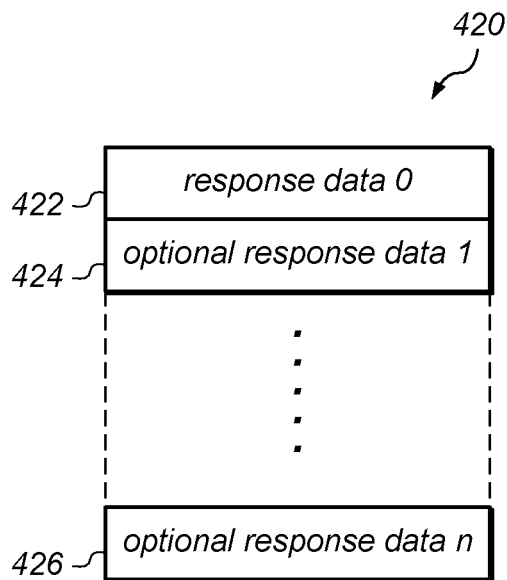 420
response data 0
422
optional response data 1
424
optional response data n
426